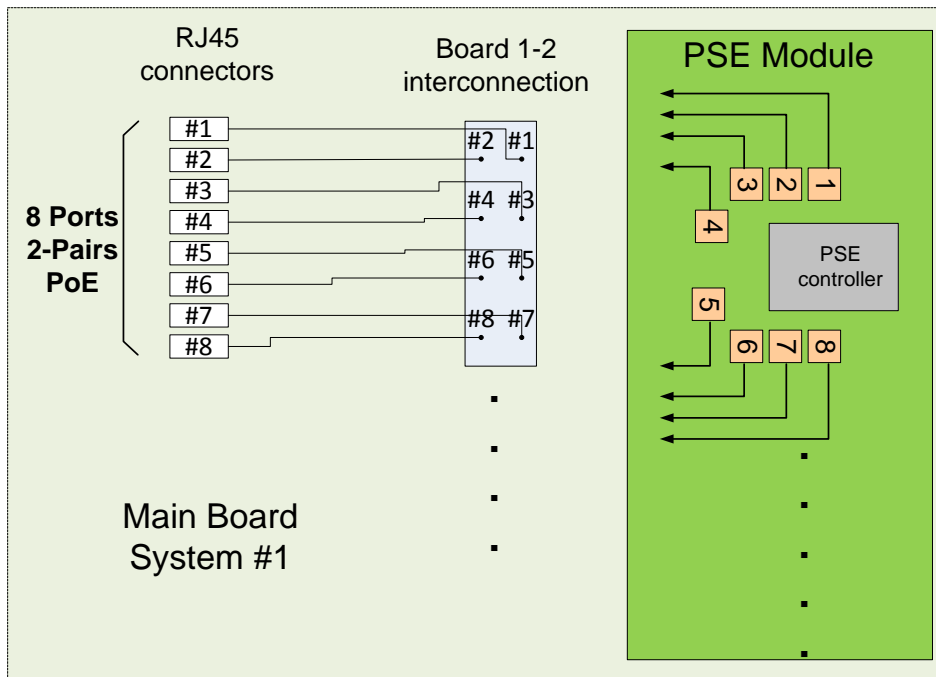 RJ45
connectors
Board 1-2
interconnection
PSE Module
#1
#2
#3
#4
#5
#6
#7
#8
8 Ports
2-Pairs
PoE
#2 #1
#4 #3
#6 #5
#8 #7
3 2 1
4
PSE
controller
5
6 7 8
Main Board
System #1